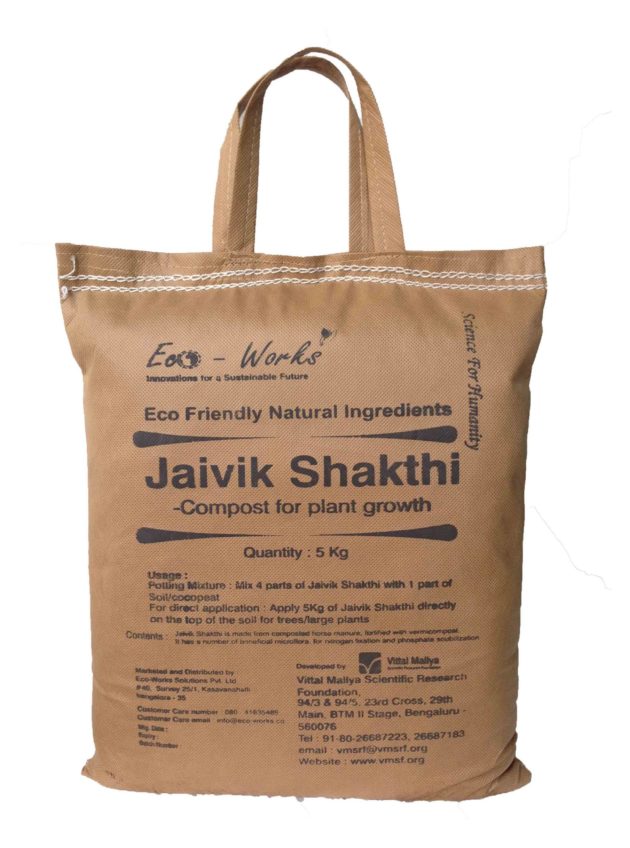 Eco - Works
Innovations for a Sustainable Future
Science For Humanity
Eco Friendly Natural Ingredients
Jaivik Shakthi
-Compost for plant growth
Quantity : 5 Kg
Usage :
Potting Mixture : Mix 4 parts of Jaivik Shakthi with 1 part of
Soil/cocopeat
For direct application : Apply 5Kg of Jaivik Shakthi directly
on the top of the soil for trees/large plants
Contents : Jaivik Shakthi is made from composted horse manure, fortified with vermicompost.
It has a number of beneficial microflora, for nitrogen fixation and phosphate solubilization
Marketed and Distributed by
Eco-Works Solutions Pvt. Ltd
#40, Survey 25/1, Kasavanahalli
Bangalore - 35
Customer Care number : 080
Customer Care email : info@eco-works.co
Mfg. Date :
Expiry :
Batch Number
Developed by
Vittal Mallya
Scientific Research Foundation
Vittal Mallya Scientific Research
Foundation,
94/3 & 94/5, 23rd Cross, 29th
Main, BTM II Stage, Bengaluru -
560076
Tel : 91-80-26687223, 26687183
email : vmsrf@vmsrf.org
Website : www.vmsf.org